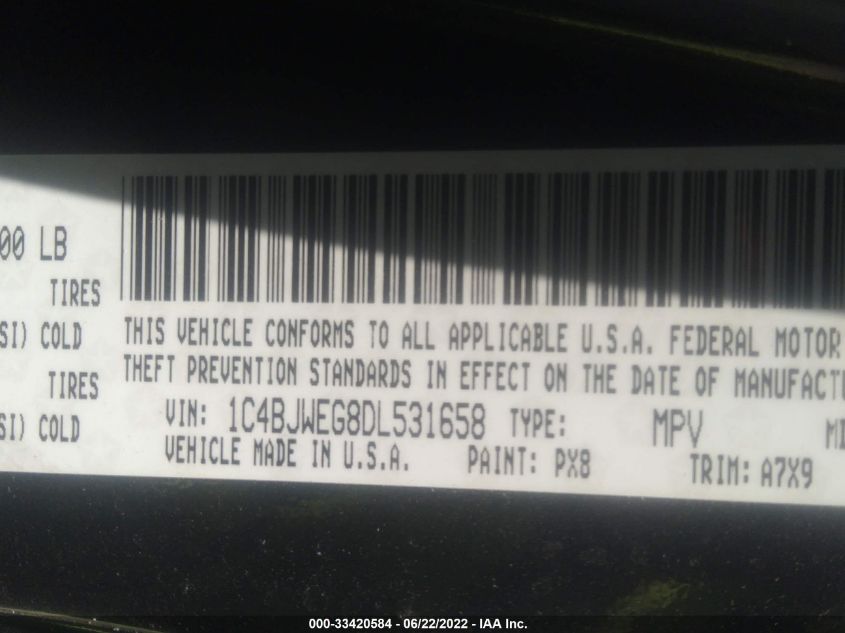 00 LB
TIRES
SI) COLD
TIRES
SI) COLD
THIS VEHICLE CONFORMS TO ALL APPLICABLE U.S.A. FEDERAL MOTOR
THEFT PREVENTION STANDARDS IN EFFECT ON THE DATE OF MANUFACTU
VIN: 1C4BJWEG8DL531658 TYPE: MPV
VEHICLE MADE IN U.S.A. PAINT: PX8 TRIM: A7X9
000-33420584 - 06/22/2022 - IAA Inc.